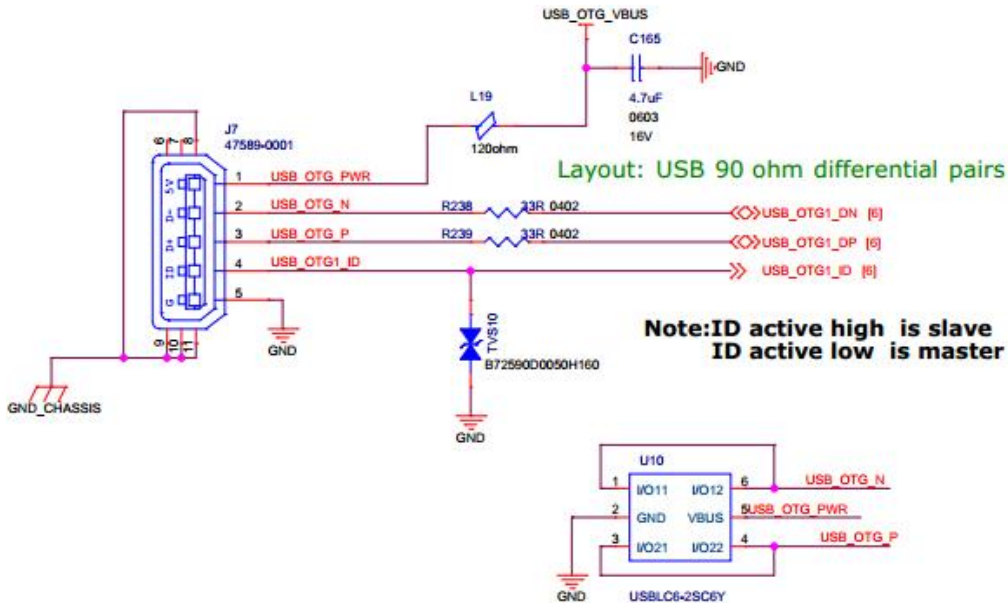 USB_OTG_VBUS
C165
GND
4.7uF
0603
16V
L19
120ohm
J7
47589-0001
6
7
8
Layout: USB 90 ohm differential pairs
5V
1
USB_OTG_PWR
D-
2
USB_OTG_N
R238
33R 0402
USB_OTG1_DN [6]
D+
3
USB_OTG_P
R239
33R 0402
USB_OTG1_DP [6]
ID
4
USB_OTG1_ID
USB_OTG1_ID [6]
G
5
9
10
11
GND
TVS10
B72590D0050H160
Note:ID active high is slave
ID active low is master
GND_CHASSIS
GND
U10
1
I/O11
I/O12
6
USB_OTG_N
2
GND
VBUS
5
USB_OTG_PWR
3
I/O21
I/O22
4
USB_OTG_P
GND
USBLC6-2SC6Y